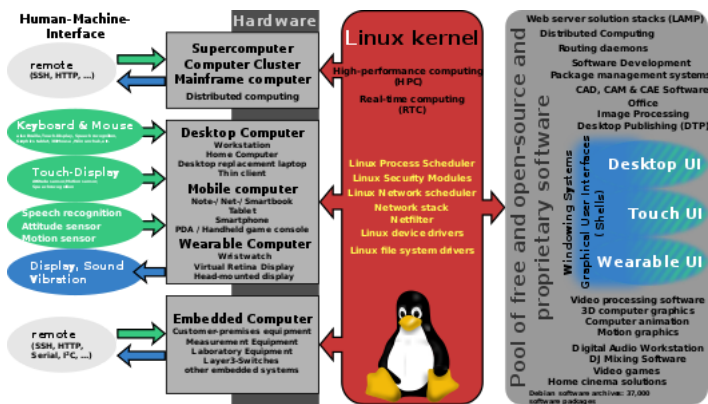 Human-Machine-
Interface
remote
(SSH, HTTP, ...)
Keyboard & Mouse
Touch-Display
Speech recognition
Attitude sensor
Motion sensor
Display, Sound
Vibration
remote
(SSH, HTTP,
Serial, I²C, ...)
Hardware
Supercomputer
Computer Cluster
Mainframe computer
Distributed computing
Desktop Computer
Workstation
Home Computer
Desktop replacement laptop
Thin client
Mobile computer
Note-/ Net-/ Smartbook
Tablet
Smartphone
PDA / Handheld game console
Wearable Computer
Wristwatch
Virtual Retina Display
Head-mounted display
Embedded Computer
Customer-premises equipment
Measurement Equipment
Laboratory Equipment
Layer3-Switches
other embedded systems
Linux kernel
High-performance computing
(HPC)
Real-time computing
(RTC)
Linux Process Scheduler
Linux Security Modules
Linux Network scheduler
Network stack
Netfilter
Linux device drivers
Linux file system drivers
Pool of free and open-source and
proprietary software
Web server solution stacks (LAMP)
Distributed Computing
Routing daemons
Software Development
Package management systems
CAD, CAM & CAE Software
Office
Image Processing
Desktop Publishing (DTP)
Windowing Systems
Graphical User Interfaces
(Shells)
Desktop UI
Touch UI
Wearable UI
Video processing software
3D computer graphics
Computer animation
Motion graphics
Digital Audio Workstation
DJ Mixing Software
Video games
Home cinema solutions
Debian software archives: 37,000
software packages